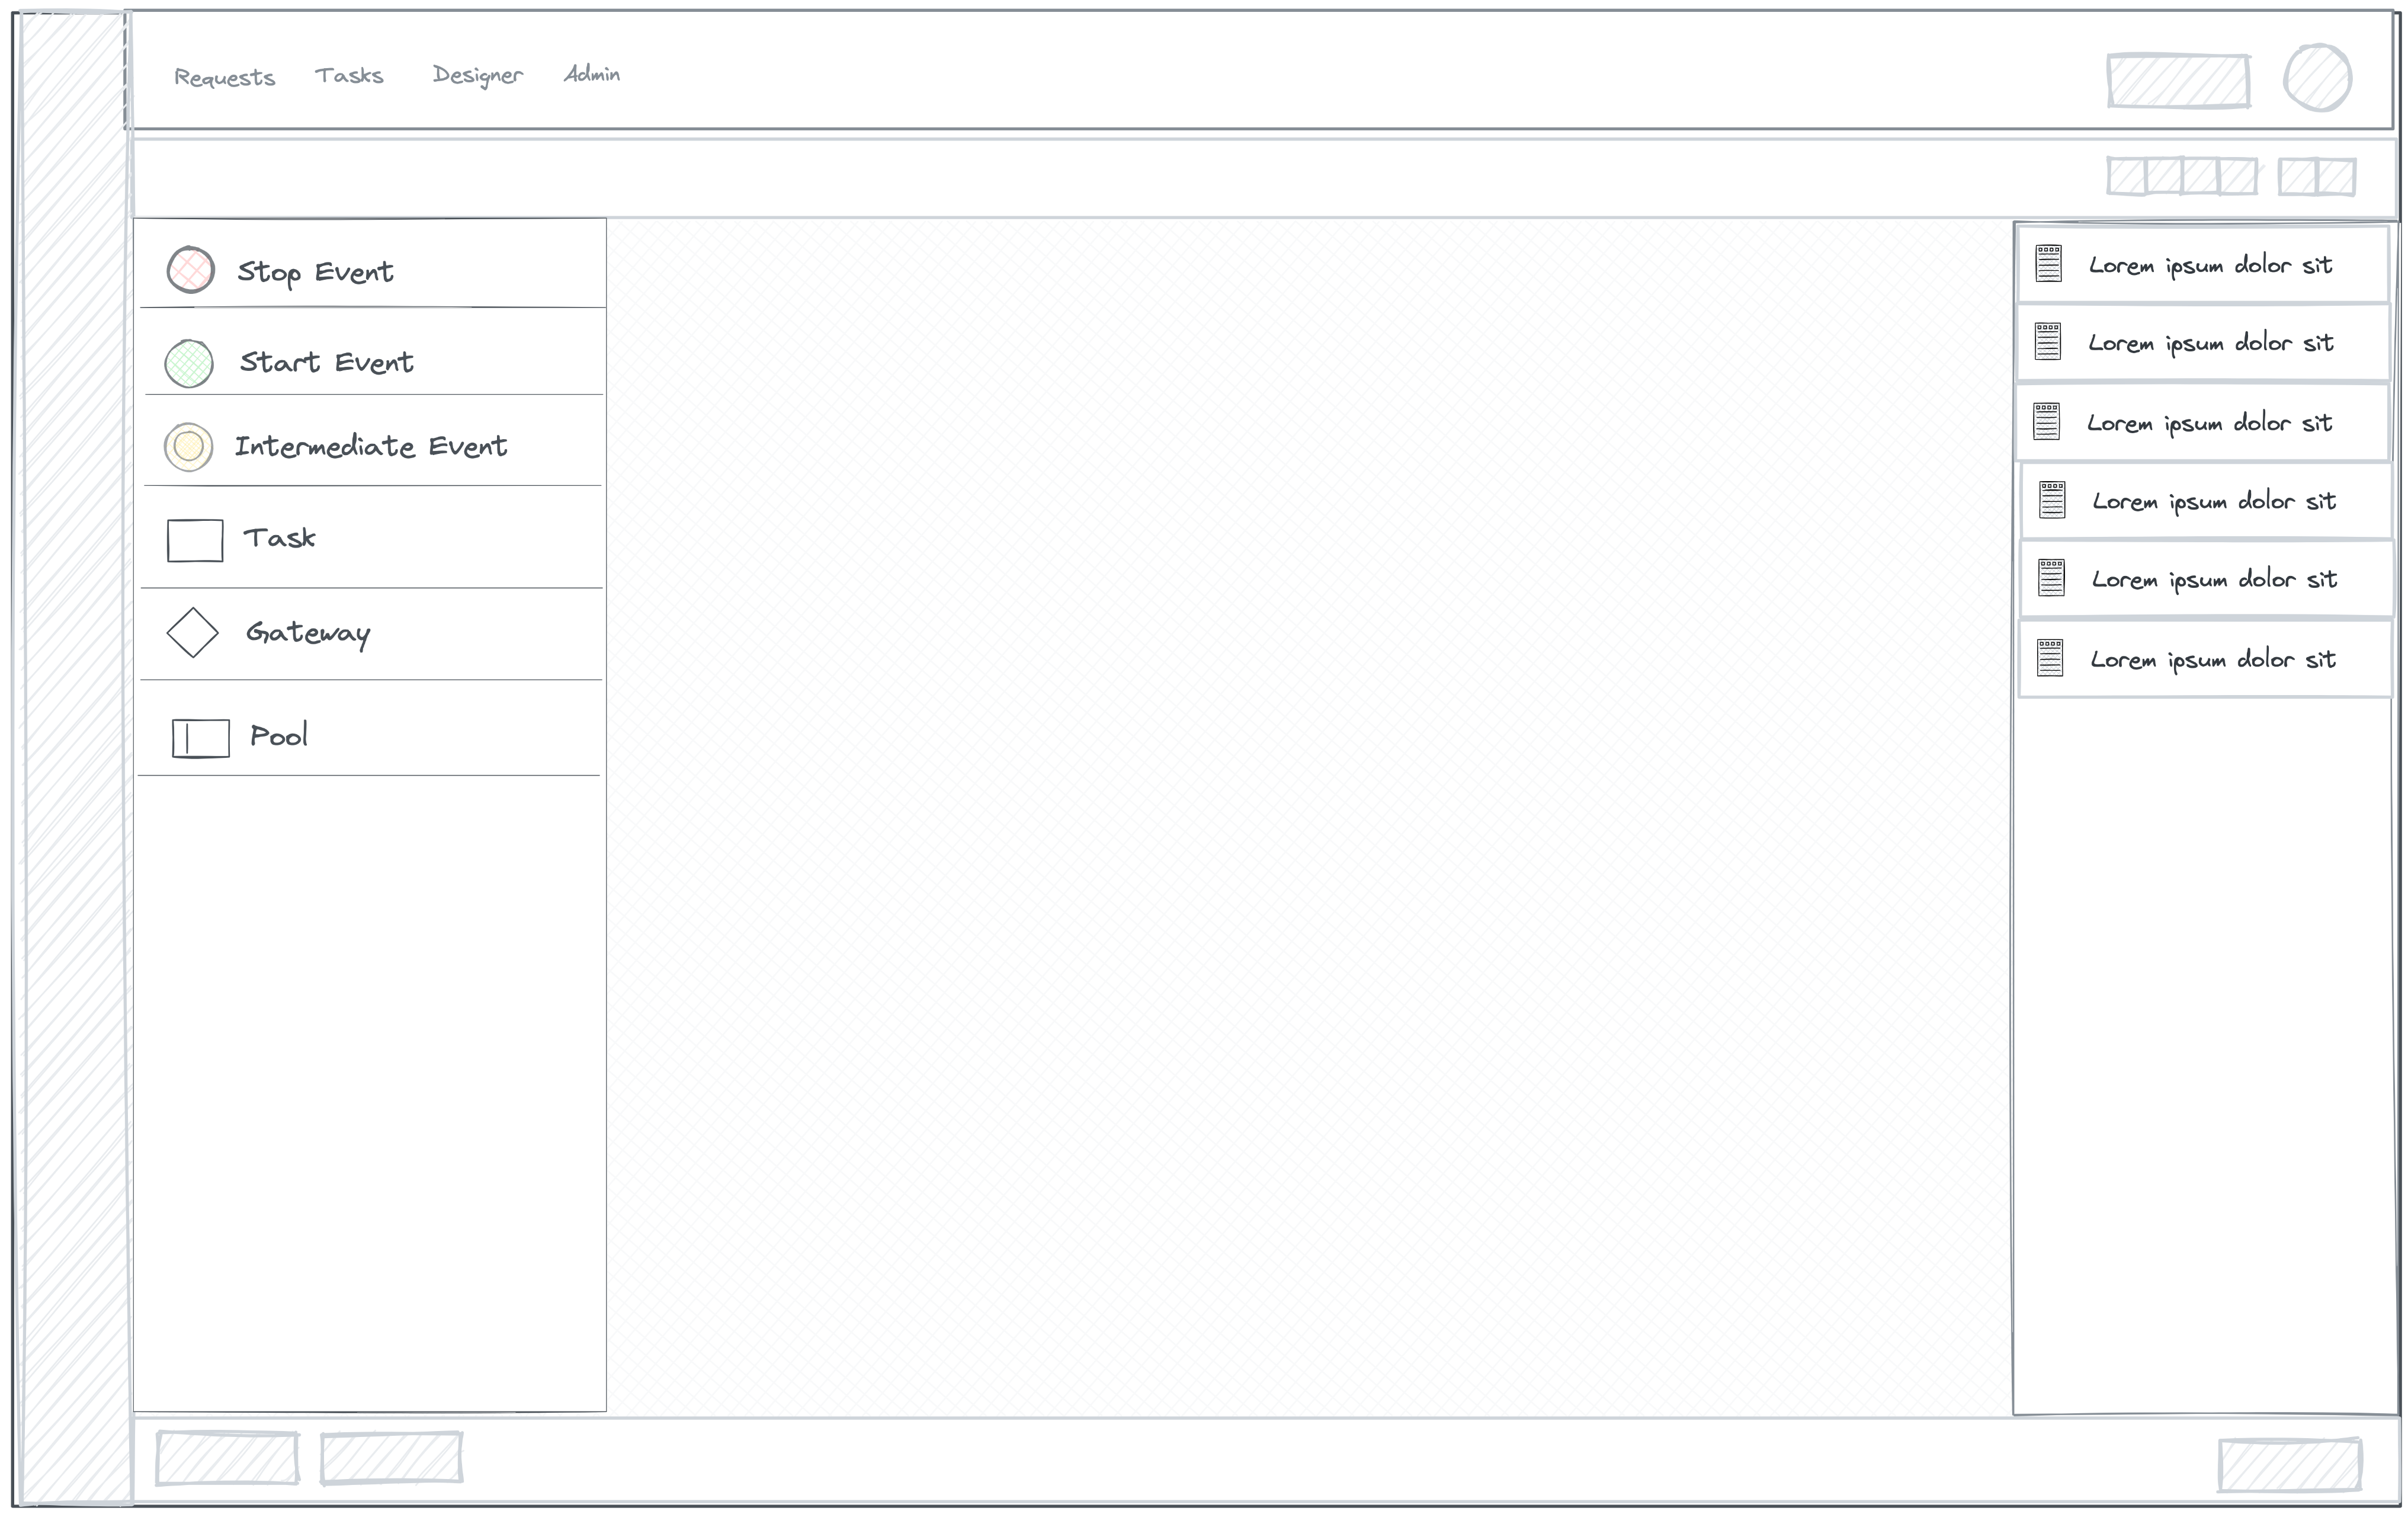 Requests Tasks Designer Admin
Stop Event
Start Event
Intermediate Event
Task
Gateway
Pool
Lorem ipsum dolor sit
Lorem ipsum dolor sit
Lorem ipsum dolor sit
Lorem ipsum dolor sit
Lorem ipsum dolor sit
Lorem ipsum dolor sit